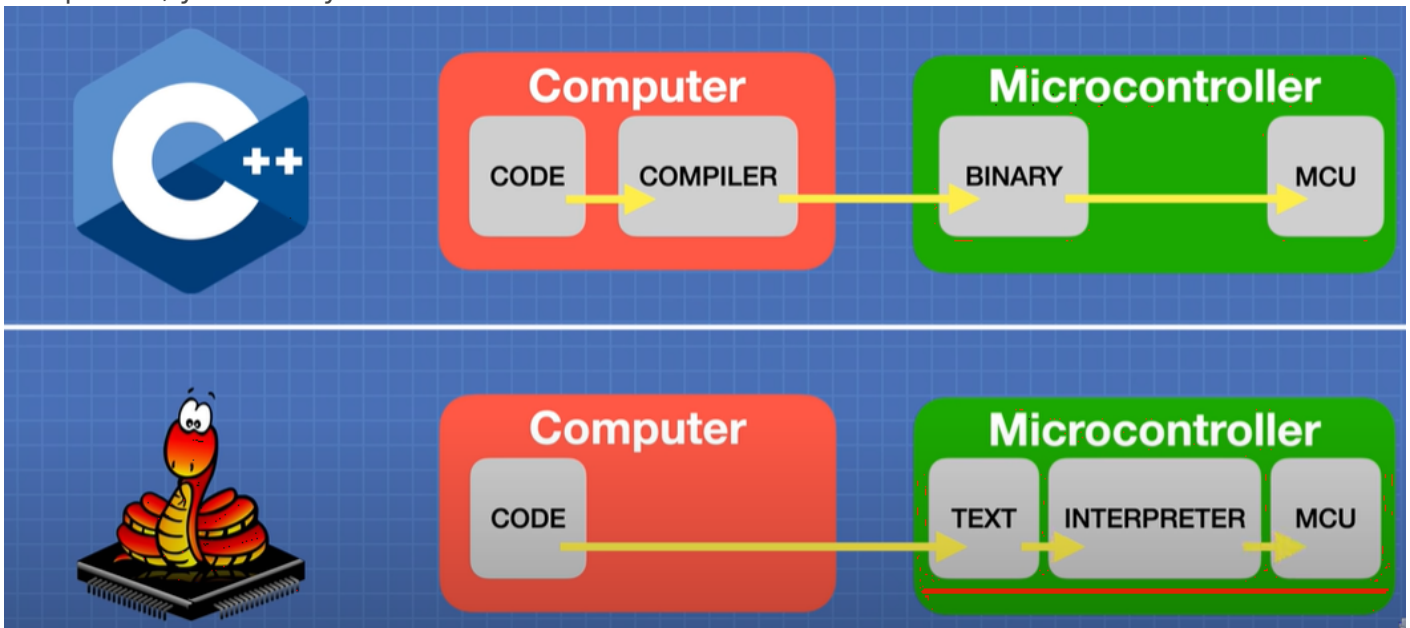 C++
Computer
Microcontroller
CODE
COMPILER
BINARY
MCU
Computer
Microcontroller
CODE
TEXT
INTERPRETER
MCU